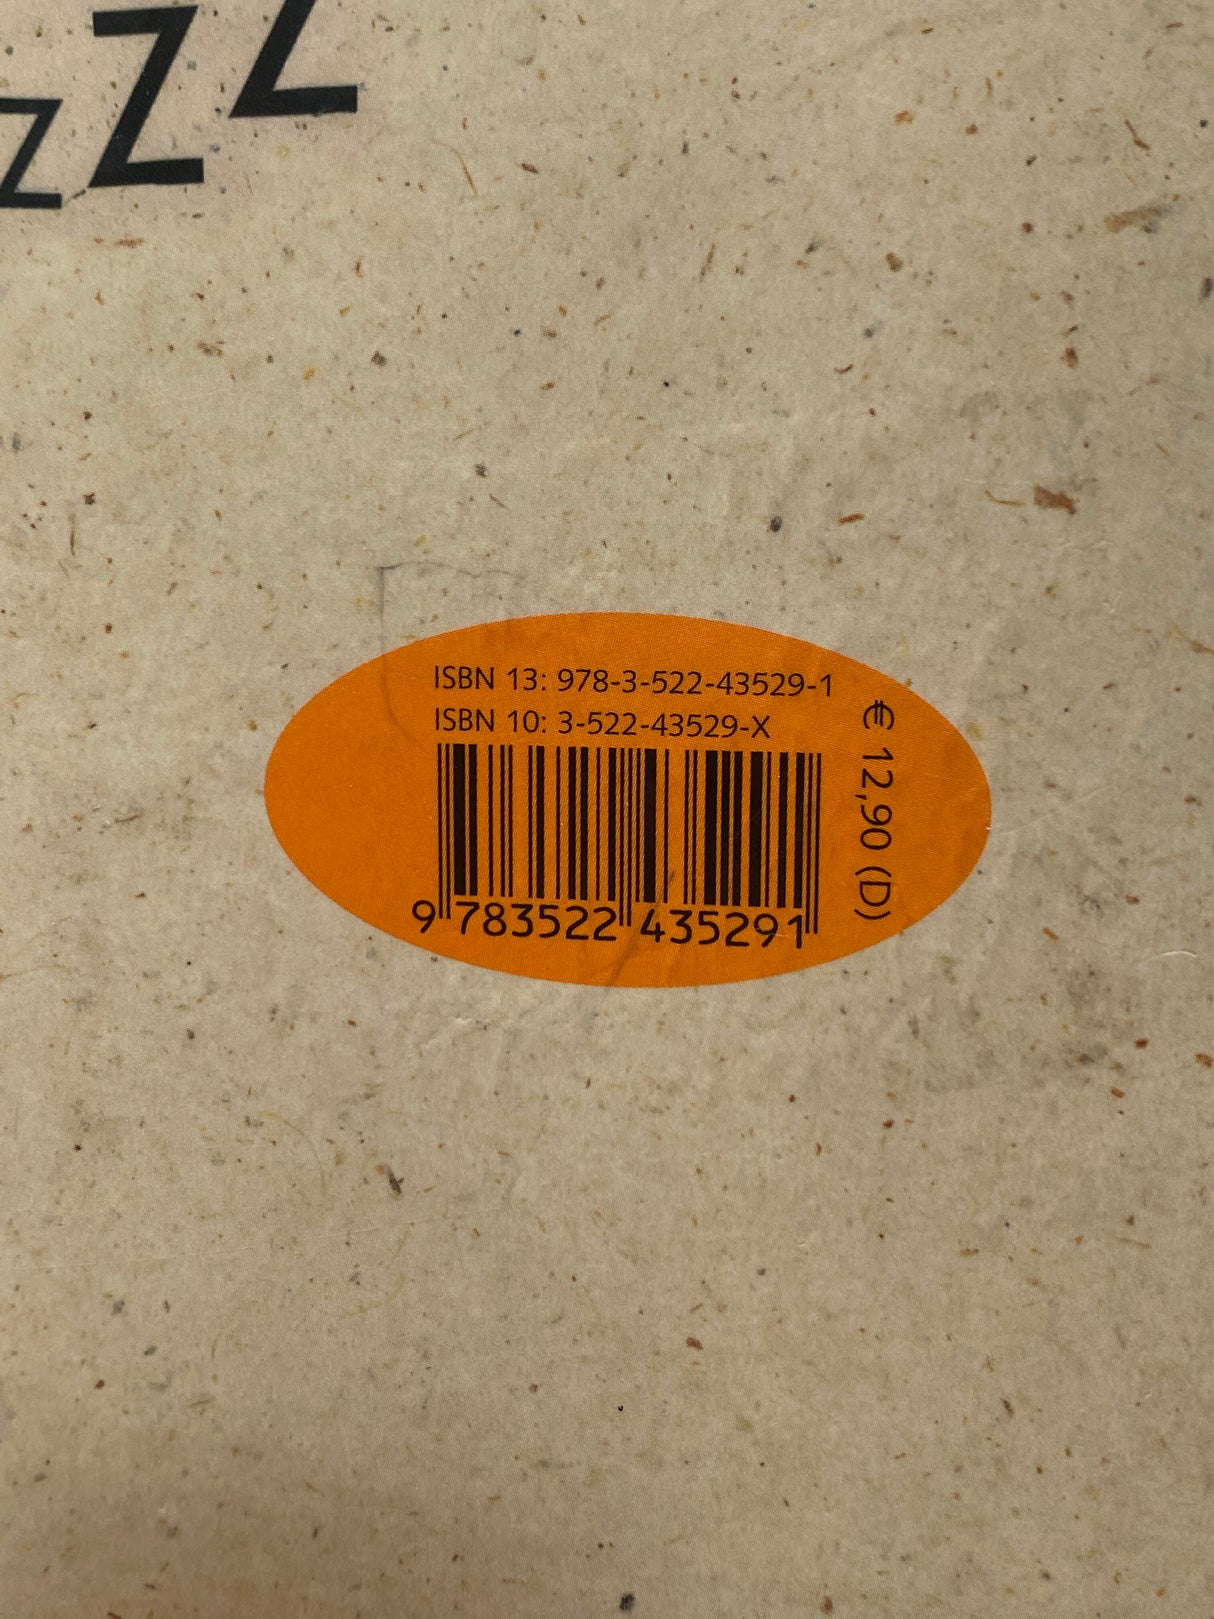 zZZ
ISBN 13: 978-3-522-43529-1
ISBN 10: 3-522-43529-X
€ 12,90 (D)
9 783522 435291